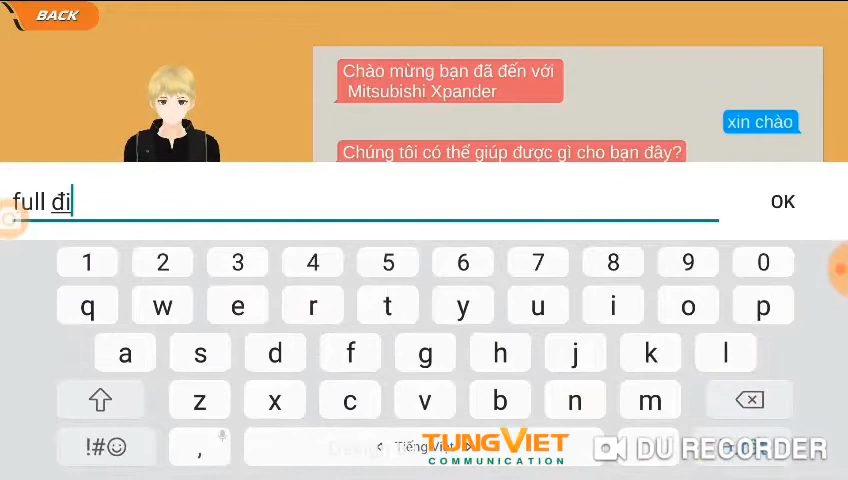 BACK
Chào mừng bạn đã đến với
Mitsubishi Xpander
xin chào
Chúng tôi có thể giúp được gì cho bạn đây?
full đi
OK
1 2 3 4 5 6 7 8 9 0
q w e r t y u i o p
a s d f g h j k l
z x c v b n m
!#☺ , < Tiếng Việt >
TUNG VIET
COMMUNICATION
DU RECORDER